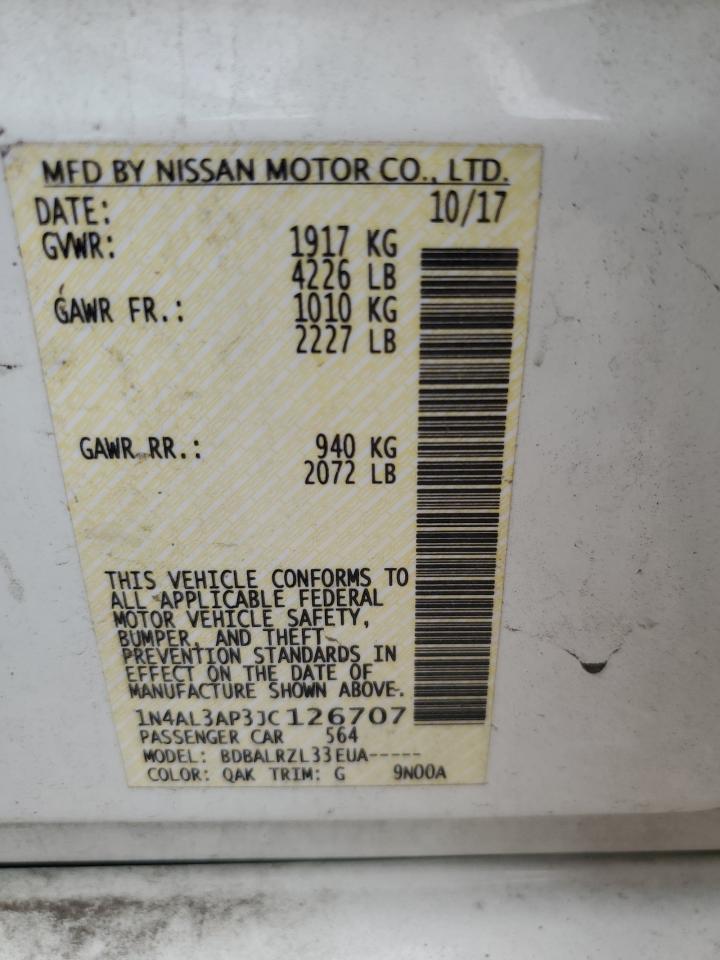 MFD BY NISSAN MOTOR CO., LTD.
DATE: 10/17
GVWR: 1917 KG
4226 LB
GAWR FR.: 1010 KG
2227 LB
GAWR RR.: 940 KG
2072 LB
THIS VEHICLE CONFORMS TO
ALL APPLICABLE FEDERAL
MOTOR VEHICLE SAFETY,
BUMPER, AND THEFT
PREVENTION STANDARDS IN
EFFECT ON THE DATE OF
MANUFACTURE SHOWN ABOVE.
1N4AL3AP3JC126707
PASSENGER CAR 564
MODEL: BDBALRZL33EUA-----
COLOR: QAK TRIM: G 9N00A